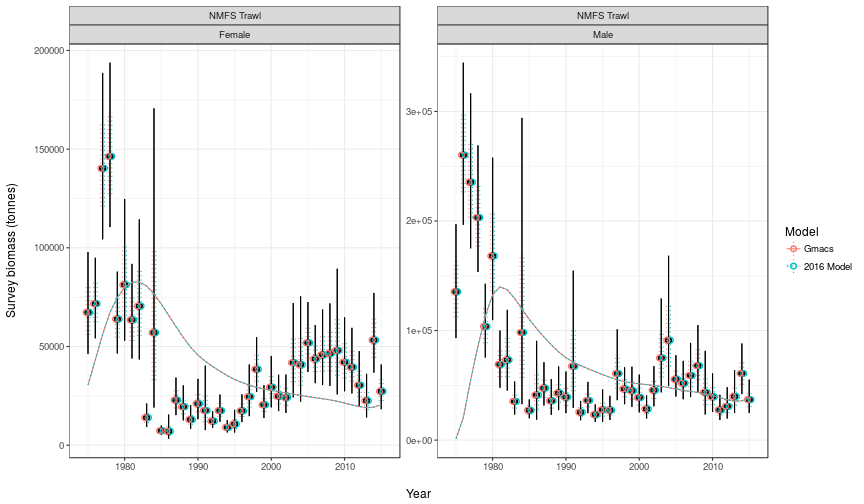 NMFS Trawl
NMFS Trawl
Female
Male
200000
150000
100000
50000
0
3e+05
2e+05
1e+05
0e+00
1980
1990
2000
2010
1980
1990
2000
2010
Survey biomass (tonnes)
Year
Model
Gmacs
2016 Model